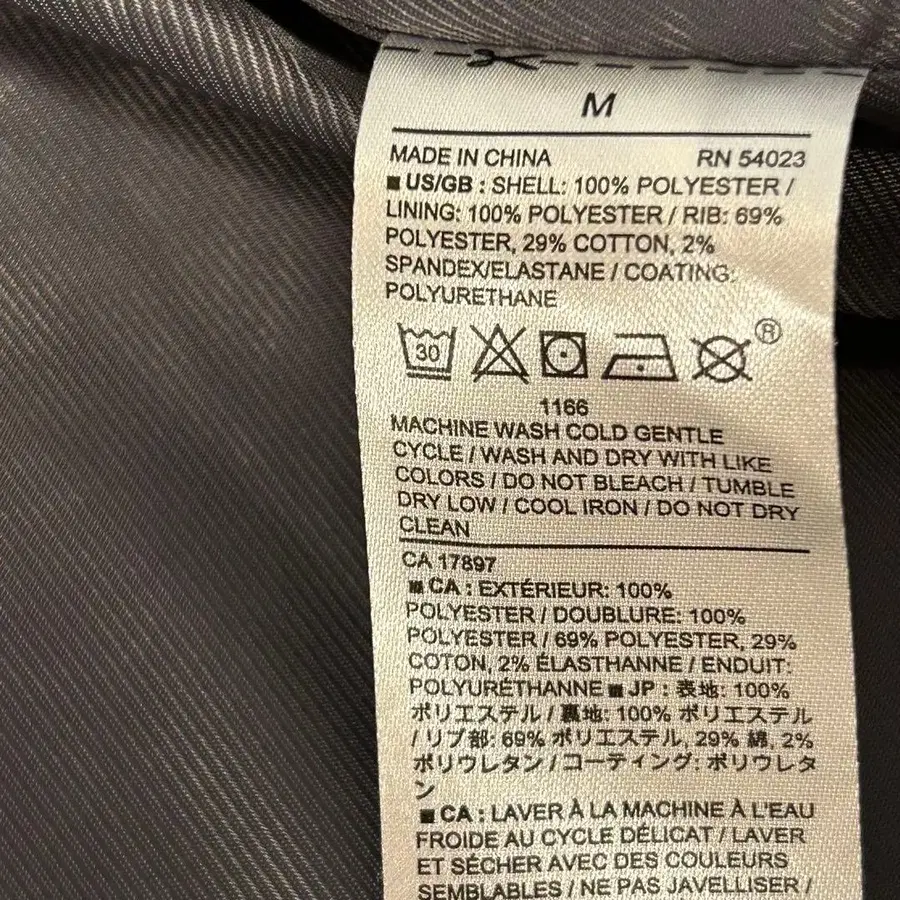 M
MADE IN CHINA RN 54023
■ US/GB : SHELL: 100% POLYESTER /
LINING: 100% POLYESTER / RIB: 69%
POLYESTER, 29% COTTON, 2%
SPANDEX/ELASTANE / COATING:
POLYURETHANE
30
®
1166
MACHINE WASH COLD GENTLE
CYCLE / WASH AND DRY WITH LIKE
COLORS / DO NOT BLEACH / TUMBLE
DRY LOW / COOL IRON / DO NOT DRY
CLEAN
CA 17897
■ CA : EXTÉRIEUR: 100%
POLYESTER / DOUBLURE: 100%
POLYESTER / 69% POLYESTER, 29%
COTON, 2% ÉLASTHANNE / ENDUIT:
POLYURÉTHANNE ■ JP : 表地: 100%
ポリエステル / 裏地: 100% ポリエステル
/ リブ部: 69% ポリエステル, 29% 綿, 2%
ポリウレタン / コーティング: ポリウレタ
ン
■ CA : LAVER À LA MACHINE À L'EAU
FROIDE AU CYCLE DÉLICAT / LAVER
ET SÉCHER AVEC DES COULEURS
SEMBLABLES / NE PAS JAVELLISER /